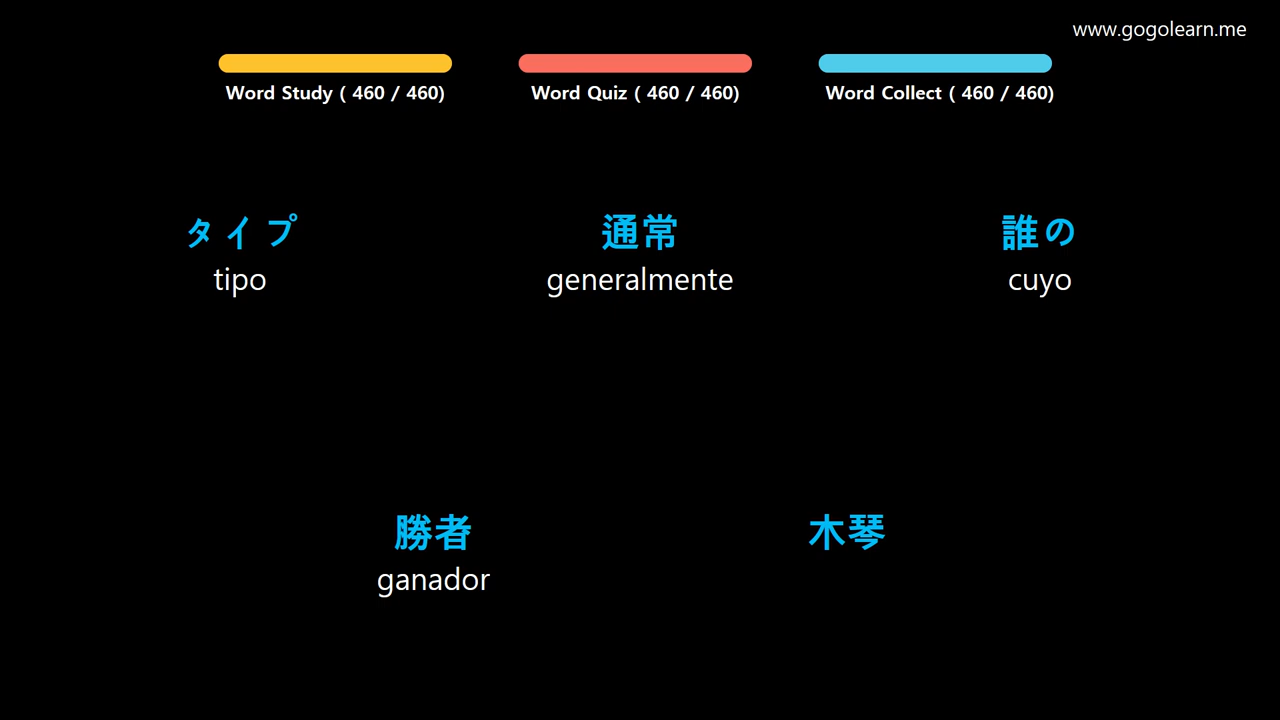 www.gogolearn.me
Word Study ( 460 / 460)
Word Quiz ( 460 / 460)
Word Collect ( 460 / 460)
タイプ
tipo
通常
generalmente
誰の
cuyo
勝者
ganador
木琴